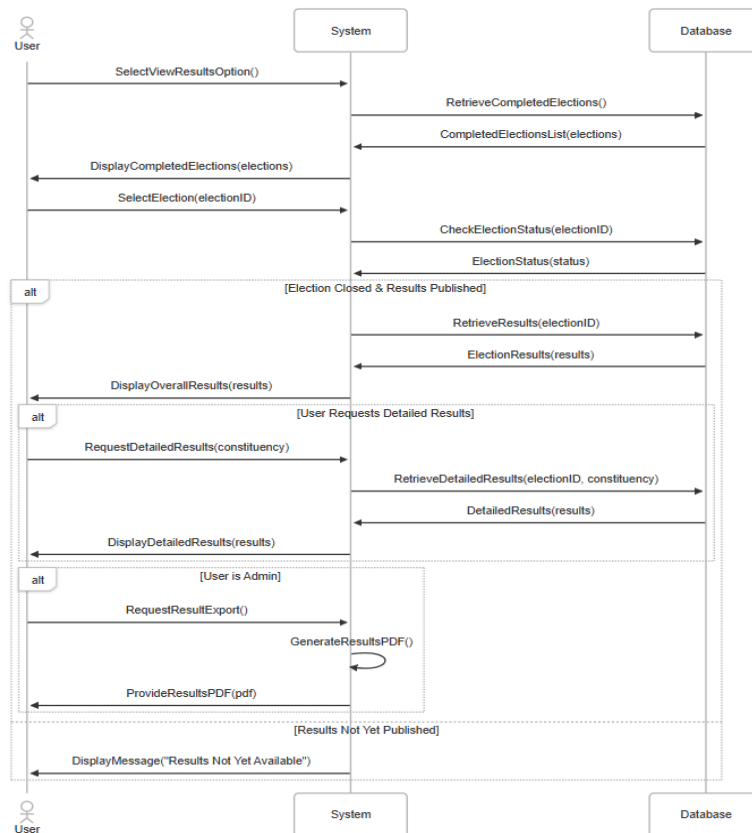 User
System
Database
SelectViewResultsOption()
RetrieveCompletedElections()
CompletedElectionsList(elections)
DisplayCompletedElections(elections)
SelectElection(electionID)
CheckElectionStatus(electionID)
ElectionStatus(status)
alt
[Election Closed & Results Published]
RetrieveResults(electionID)
ElectionResults(results)
DisplayOverallResults(results)
alt
[User Requests Detailed Results]
RequestDetailedResults(constituency)
RetrieveDetailedResults(electionID, constituency)
DetailedResults(results)
DisplayDetailedResults(results)
alt
[User is Admin]
RequestResultExport()
GenerateResultsPDF()
ProvideResultsPDF(pdf)
[Results Not Yet Published]
DisplayMessage("Results Not Yet Available")
User
System
Database